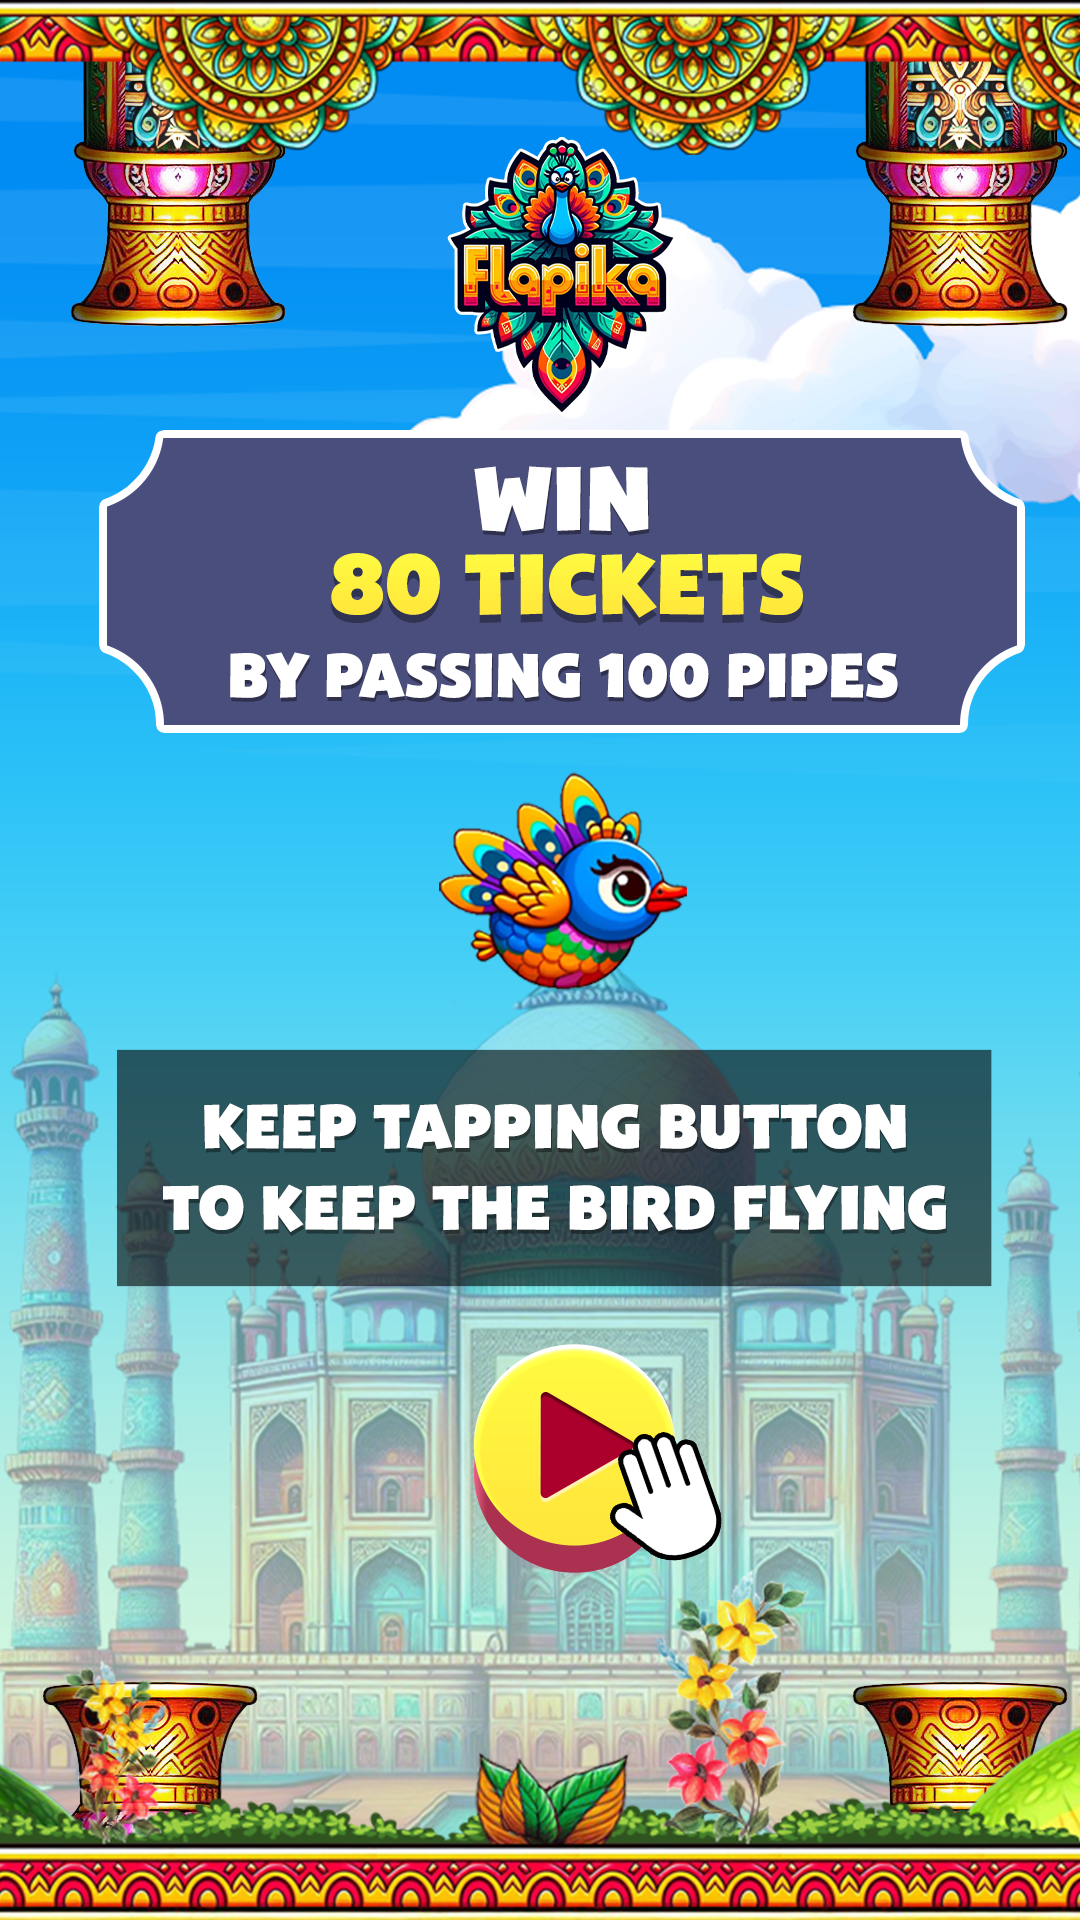 Flapika
WIN
80 TICKETS
BY PASSING 100 PIPES
KEEP TAPPING BUTTON
TO KEEP THE BIRD FLYING